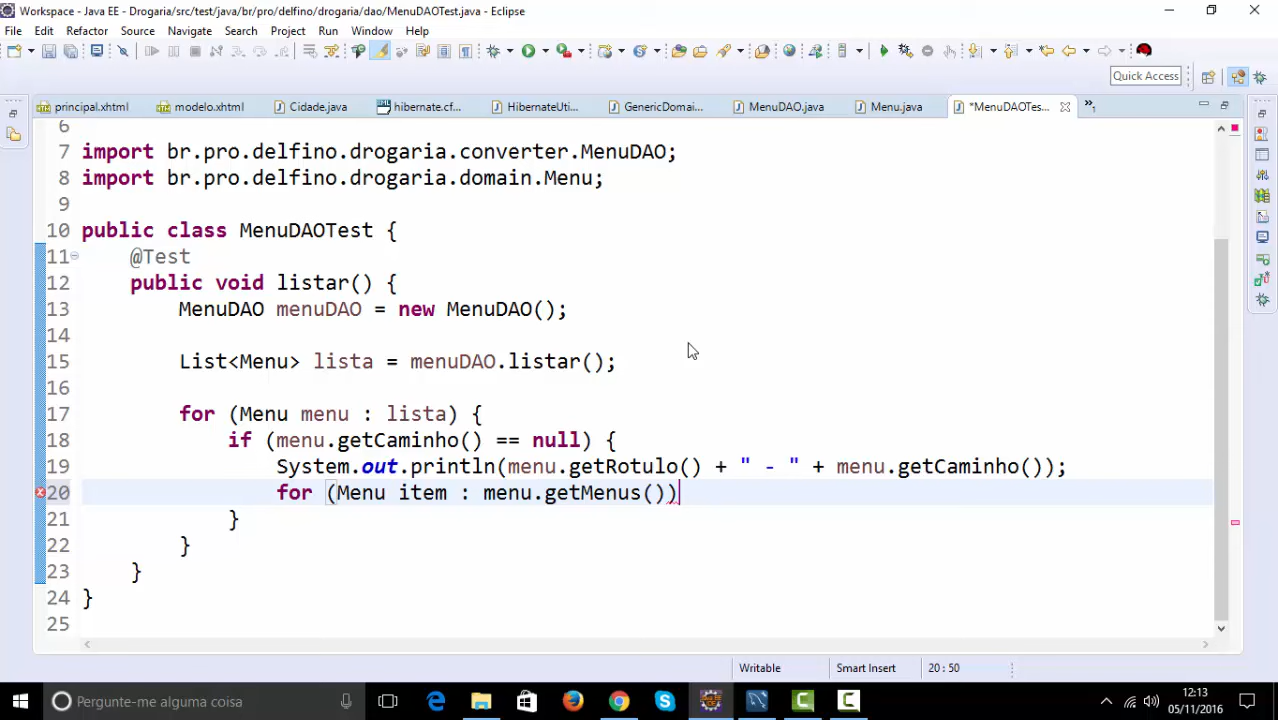 Workspace - Java EE - Drogaria/src/test/java/br/pro/delfino/drogaria/dao/MenuDAOTest.java - Eclipse
File Edit Refactor Source Navigate Search Project Run Window Help
Quick Access
principal.xhtml modelo.xhtml Cidade.java hibernate.cf... HibernateUti... GenericDomai... MenuDAO.java Menu.java *MenuDAOTes... »1
6
7 import br.pro.delfino.drogaria.converter.MenuDAO;
8 import br.pro.delfino.drogaria.domain.Menu;
9
10 public class MenuDAOTest {
11 @Test
12 public void listar() {
13 MenuDAO menuDAO = new MenuDAO();
14
15 List<Menu> lista = menuDAO.listar();
16
17 for (Menu menu : lista) {
18 if (menu.getCaminho() == null) {
19 System.out.println(menu.getRotulo() + " - " + menu.getCaminho());
20 for (Menu item : menu.getMenus())
21 }
22 }
23 }
24 }
25
Writable Smart Insert 20 : 50
Pergunte-me alguma coisa
12:13
05/11/2016